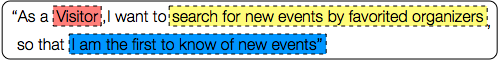 “As a Visitor, I want to search for new events by favorited organizers,
so that I am the first to know of new events”